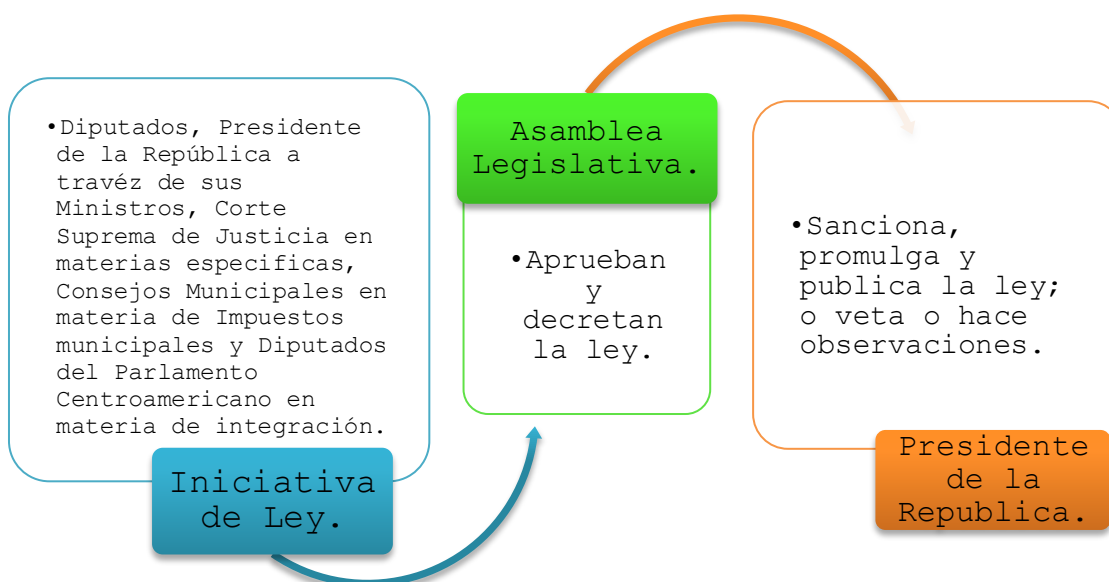 •Diputados, Presidente
de la República a
travéz de sus
Ministros, Corte
Suprema de Justicia en
materias especificas,
Consejos Municipales en
materia de Impuestos
municipales y Diputados
del Parlamento
Centroamericano en
materia de integración.
Iniciativa
de Ley.
Asamblea
Legislativa.
•Aprueban
y
decretan
la ley.
•Sanciona,
promulga y
publica la ley;
o veta o hace
observaciones.
Presidente
de la
Republica.